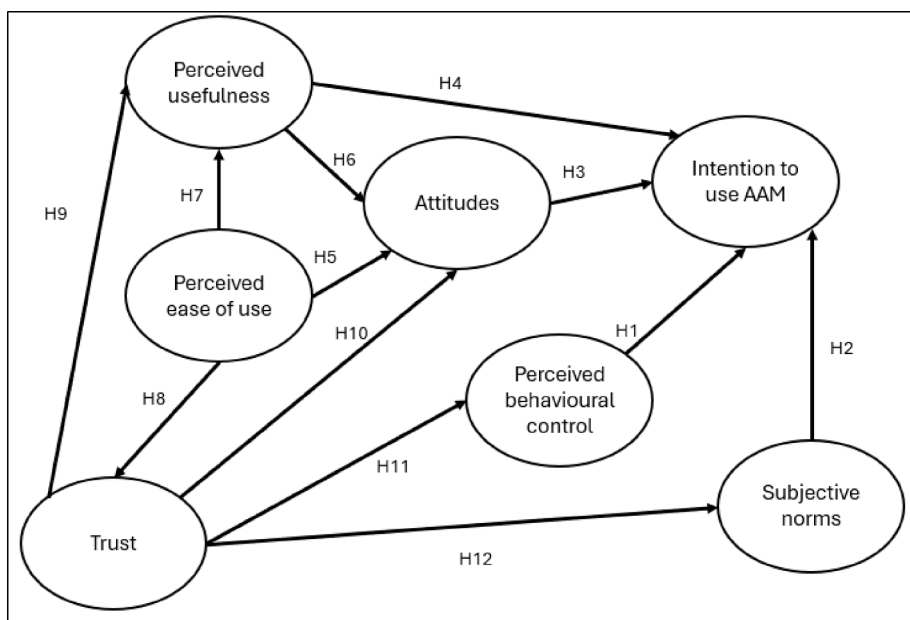 Perceived
usefulness
H4
H6
H3
Intention to
use AAM
Attitudes
H7
H9
H5
Perceived
ease of use
H10
H1
H2
H8
Perceived
behavioural
control
H11
Subjective
norms
Trust
H12